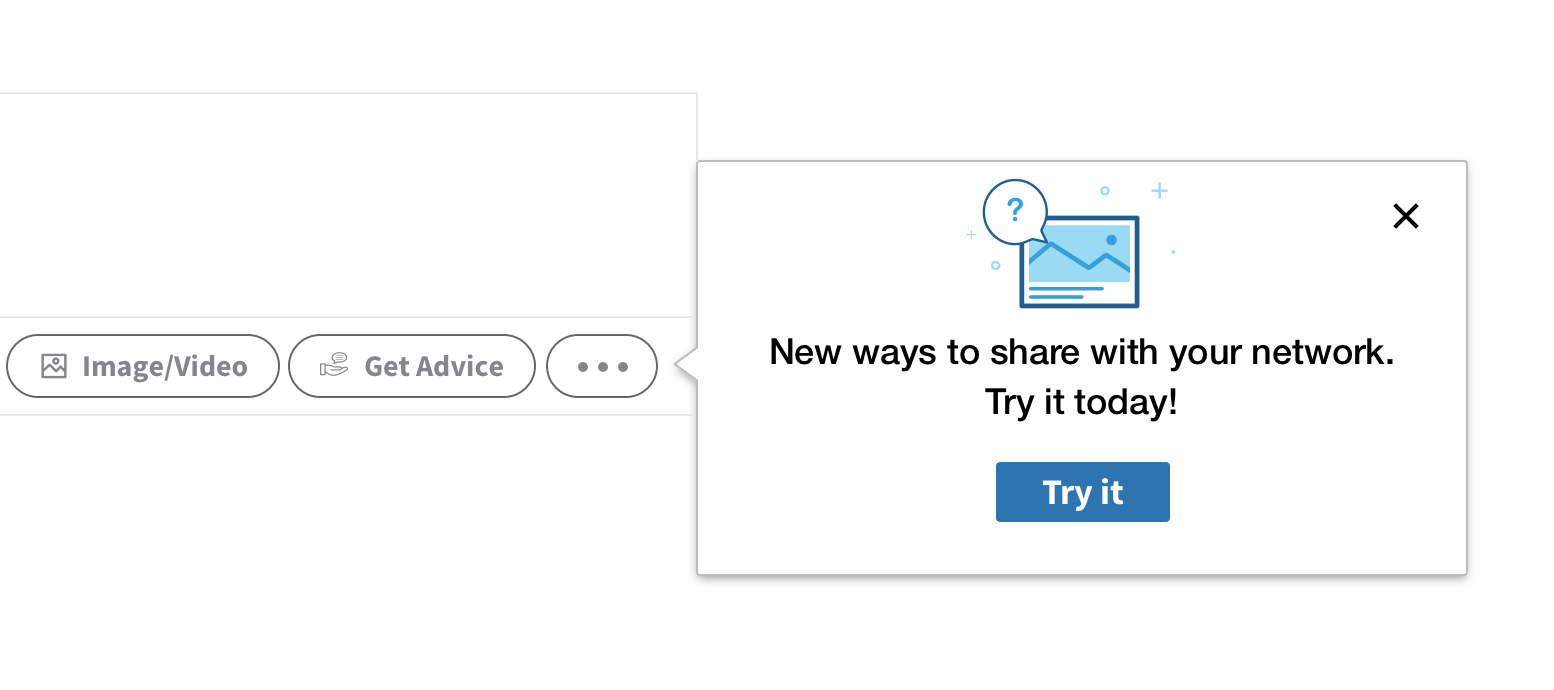 ?
New ways to share with your network.
Try it today!
Image/Video
Get Advice
Try it